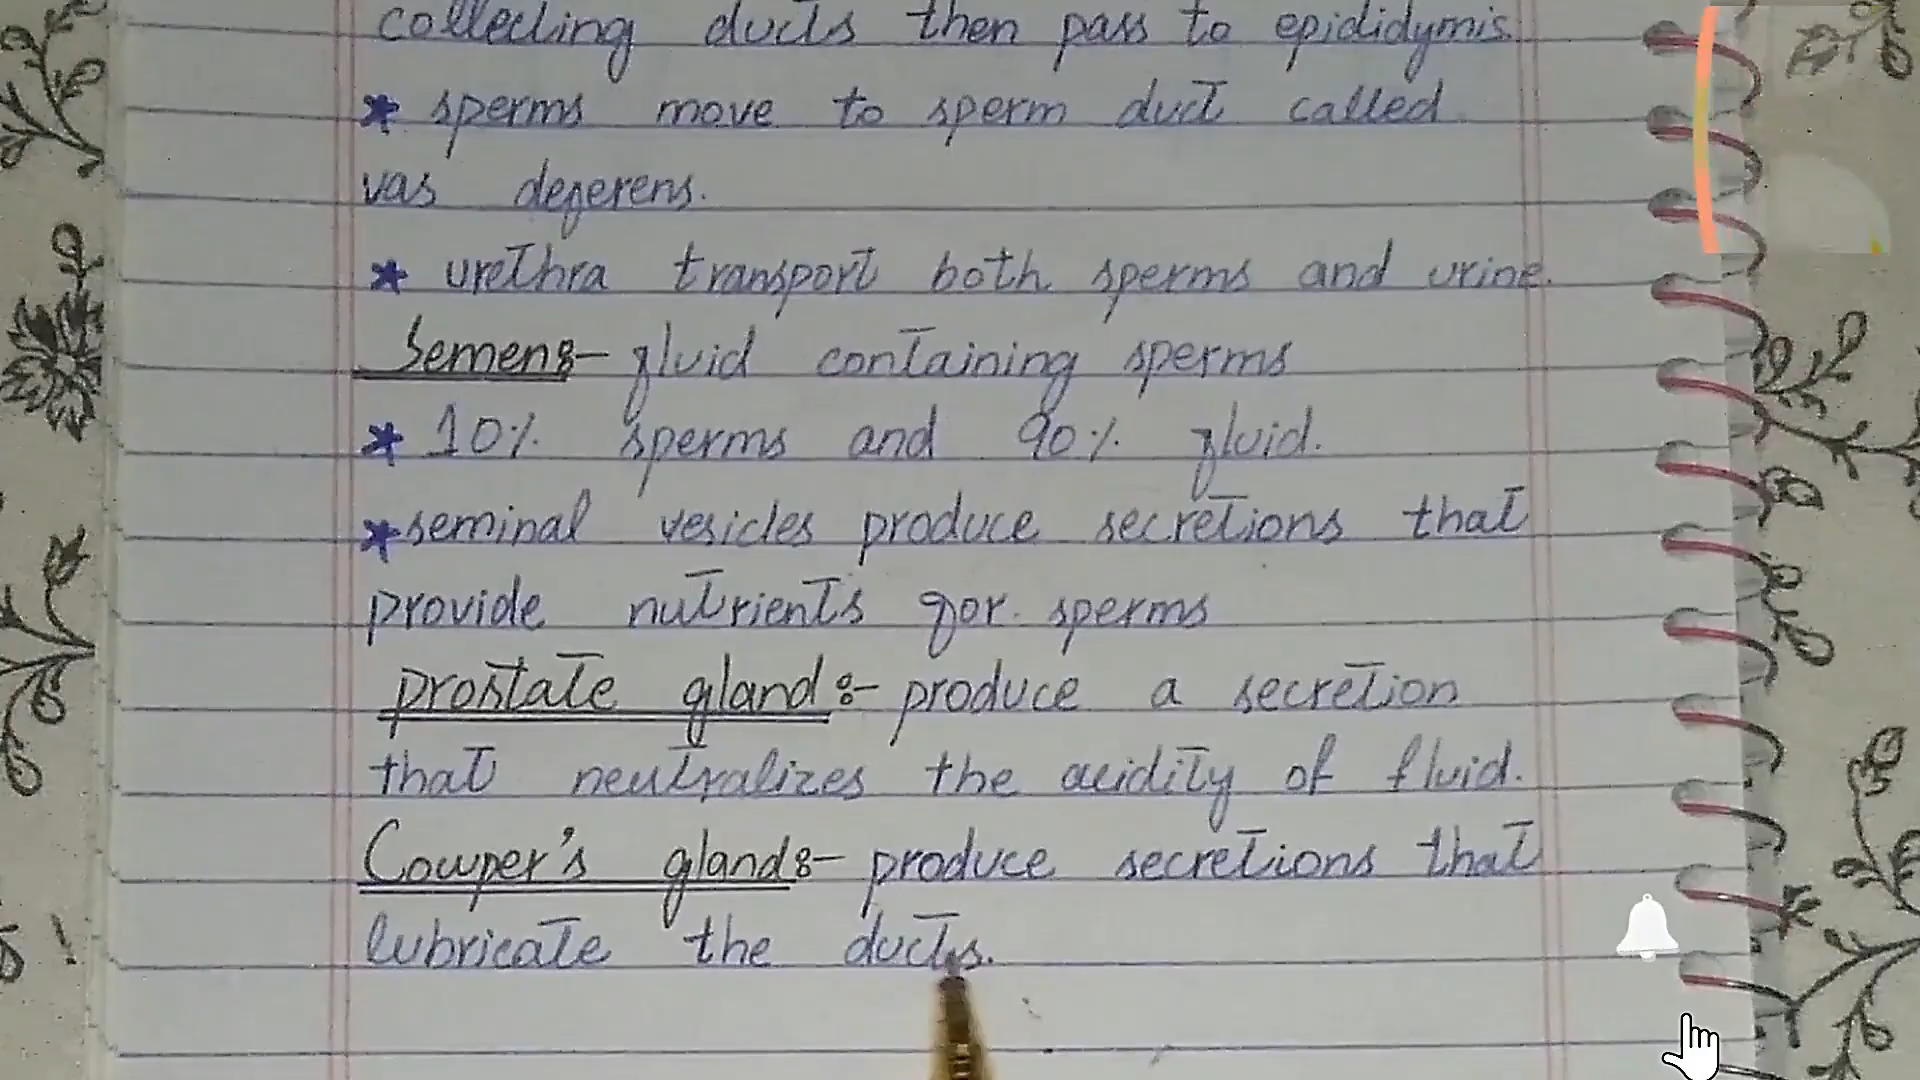 collecting ducts then pass to epididymis
* sperms move to sperm duct called
vas deferens.
* urethra transport both sperms and urine.
Semen:- fluid containing sperms
* 10% sperms and 90% fluid.
* seminal vesicles produce secretions that
provide nutrients for sperms
prostate gland:- produce a secretion
that neutralizes the acidity of fluid.
Cowper's gland:- produce secretions that
lubricate the ducts.